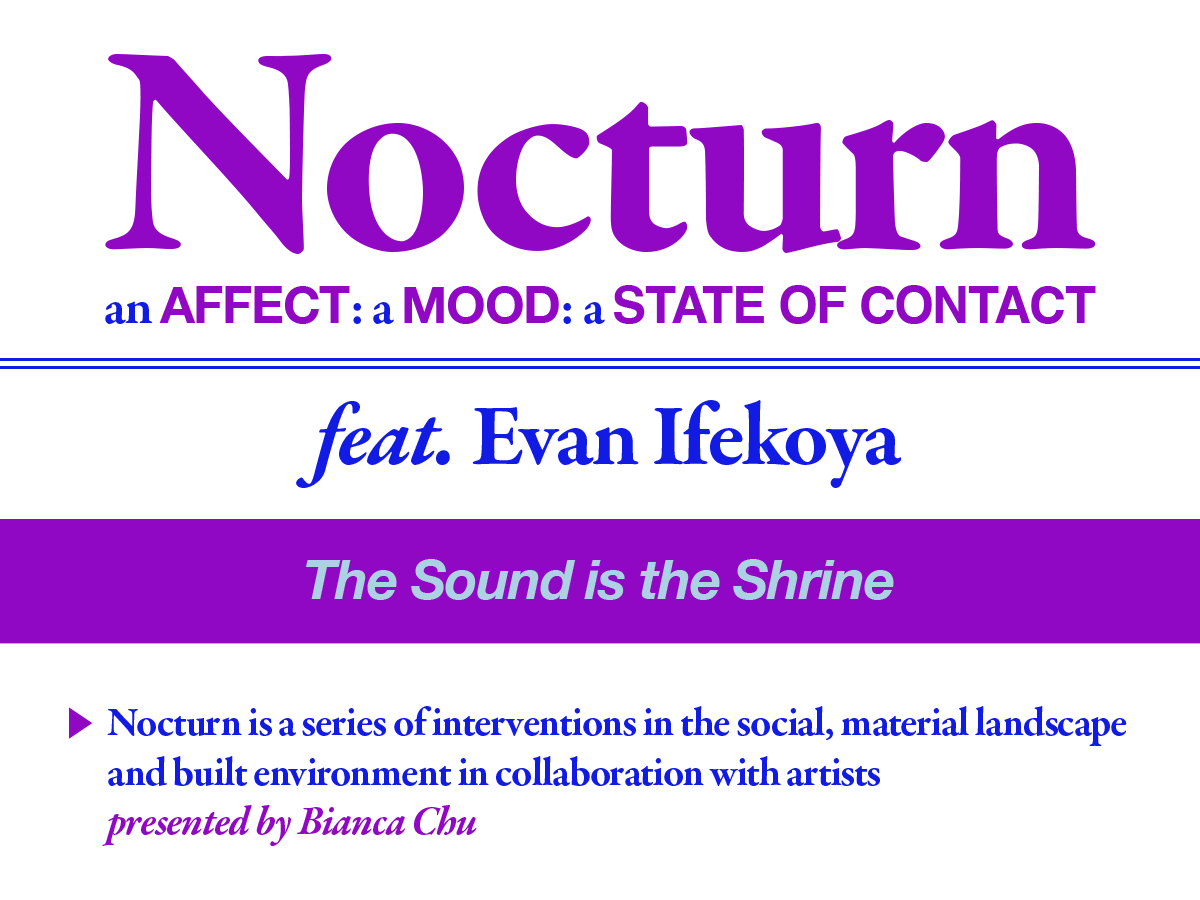 Nocturn
an AFFECT: a MOOD: a STATE OF CONTACT
feat. Evan Ifekoya
The Sound is the Shrine
Nocturn is a series of interventions in the social, material landscape
and built environment in collaboration with artists
presented by Bianca Chu